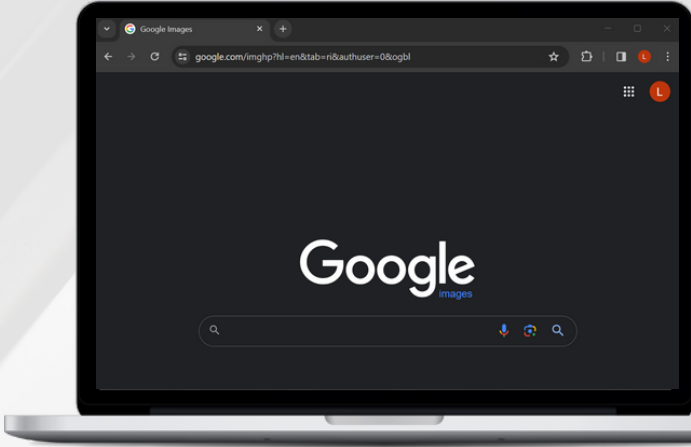 Google Images
google.com/imghp?hl=en&tab=ri&authuser=0&ogbl
L
L
Google
images